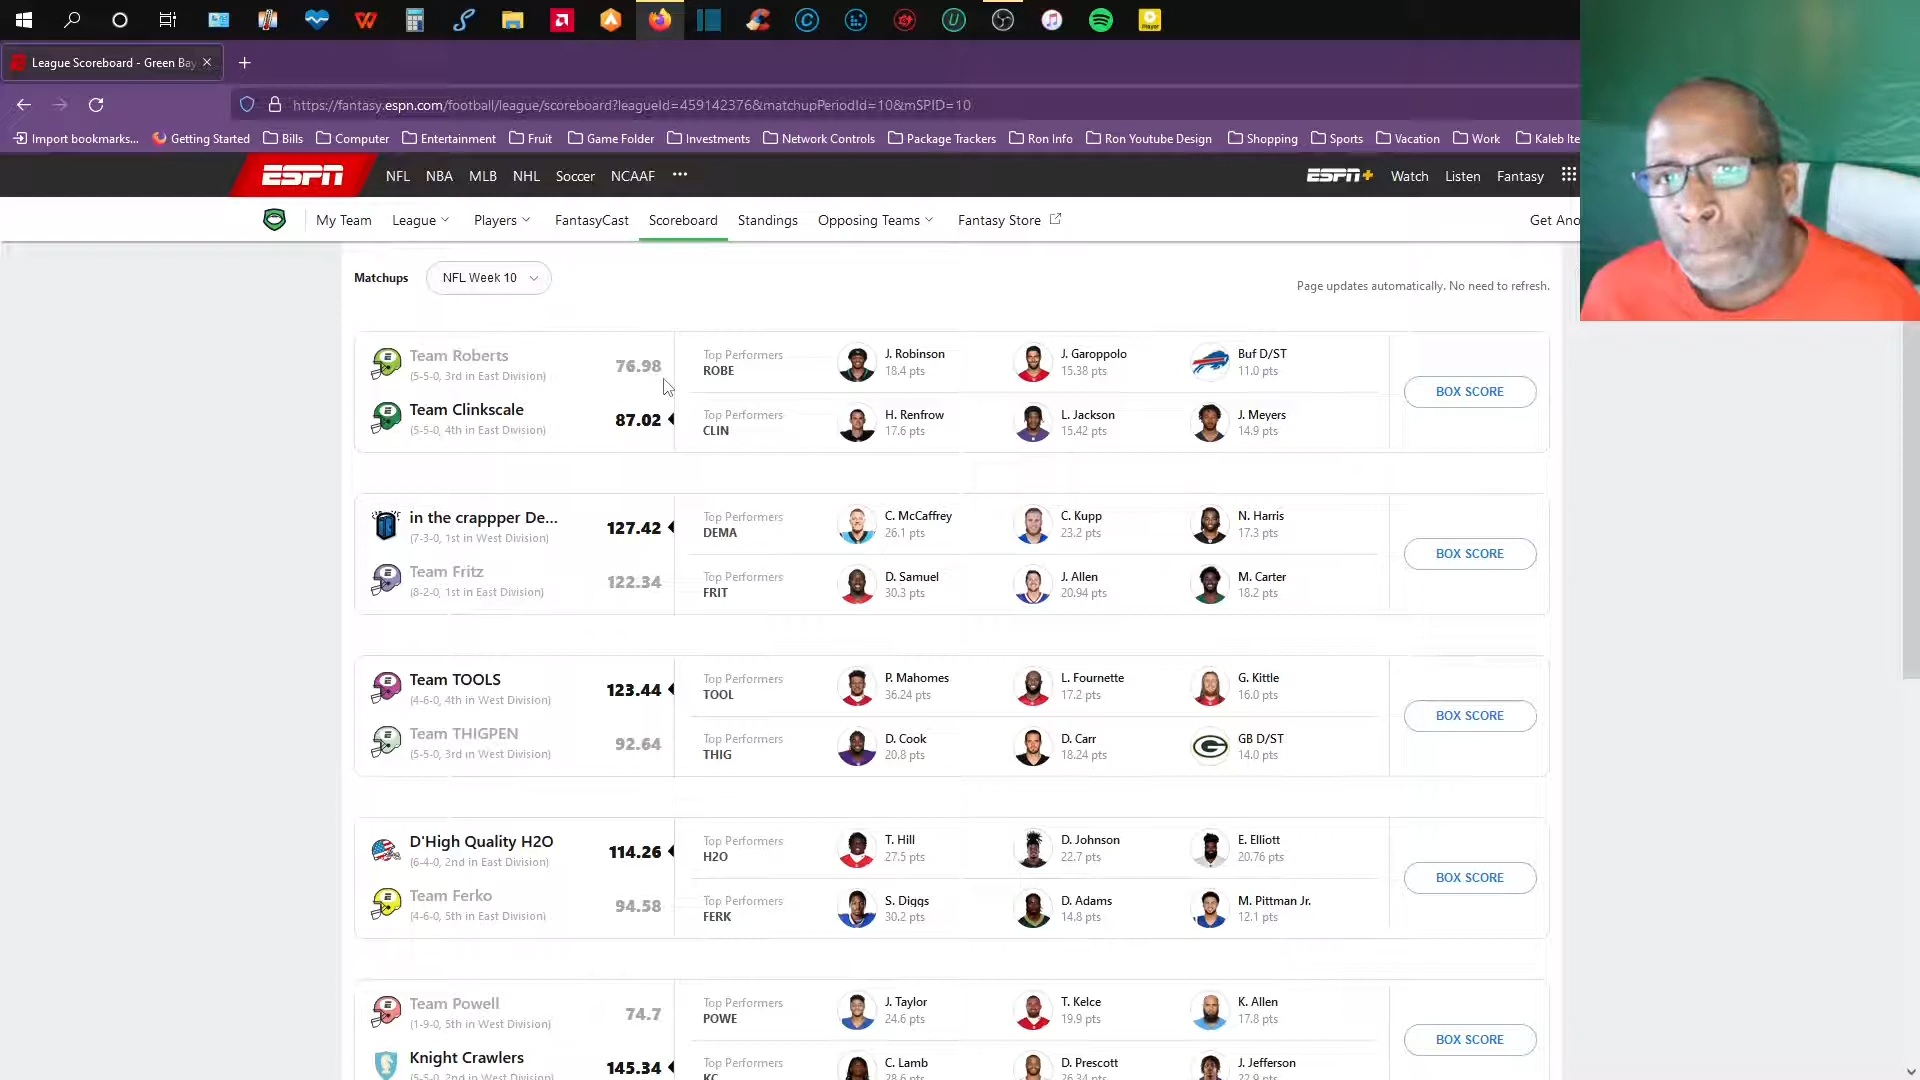 League Scoreboard - Green Bay
https://fantasy.espn.com/football/league/scoreboard?leagueId=459142376&matchupPeriodId=10&mSPID=10
Import bookmarks... Getting Started Bills Computer Entertainment Fruit Game Folder Investments Network Controls Package Trackers Ron Info Ron Youtube Design Shopping Sports Vacation Work Kaleb Ite
ESPN NFL NBA MLB NHL Soccer NCAAF ••• ESPN+ Watch Listen Fantasy
My Team League Players FantasyCast Scoreboard Standings Opposing Teams Fantasy Store Get Ano
Matchups NFL Week 10
Page updates automatically. No need to refresh.
Team Roberts 76.98 Top Performers J. Robinson J. Garoppolo Buf D/ST
(5-5-0, 3rd in East Division) ROBE 18.4 pts 15.38 pts 11.0 pts
BOX SCORE
Team Clinkscale 87.02 Top Performers H. Renfrow L. Jackson J. Meyers
(5-5-0, 4th in East Division) CLIN 17.6 pts 15.42 pts 14.9 pts
in the crappper De... 127.42 Top Performers C. McCaffrey C. Kupp N. Harris
(7-3-0, 1st in West Division) DEMA 26.1 pts 23.2 pts 17.3 pts
BOX SCORE
Team Fritz 122.34 Top Performers D. Samuel J. Allen M. Carter
(8-2-0, 1st in East Division) FRIT 30.3 pts 20.94 pts 18.2 pts
Team TOOLS 123.44 Top Performers P. Mahomes L. Fournette G. Kittle
(4-6-0, 4th in West Division) TOOL 36.24 pts 17.2 pts 16.0 pts
BOX SCORE
Team THIGPEN 92.64 Top Performers D. Cook D. Carr GB D/ST
(5-5-0, 3rd in West Division) THIG 20.8 pts 18.24 pts 14.0 pts
D'High Quality H2O 114.26 Top Performers T. Hill D. Johnson E. Elliott
(6-4-0, 2nd in East Division) H2O 27.5 pts 22.7 pts 20.76 pts
BOX SCORE
Team Ferko 94.58 Top Performers S. Diggs D. Adams M. Pittman Jr.
(4-6-0, 5th in East Division) FERK 30.2 pts 14.8 pts 12.1 pts
Team Powell 74.7 Top Performers J. Taylor T. Kelce K. Allen
(1-9-0, 5th in West Division) POWE 24.6 pts 19.9 pts 17.8 pts
BOX SCORE
Knight Crawlers 145.34 Top Performers C. Lamb D. Prescott J. Jefferson
(5-5-0, 2nd in West Division) KC 28.6 pts 26.34 pts 22.9 pts